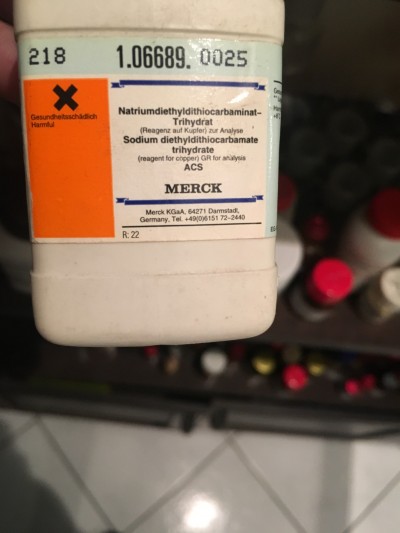 218 1.06689. 0025
Gesundheitsschädlich
Harmful
Natriumdiethyldithiocarbaminat-
Trihydrat
(Reagenz auf Kupfer) zur Analyse
Sodium diethyldithiocarbamate
trihydrate
(reagent for copper) GR for analysis
ACS
MERCK
Merck KGaA, 64271 Darmstadt,
Germany, Tel. +49(0)6151 72-2440
R: 22